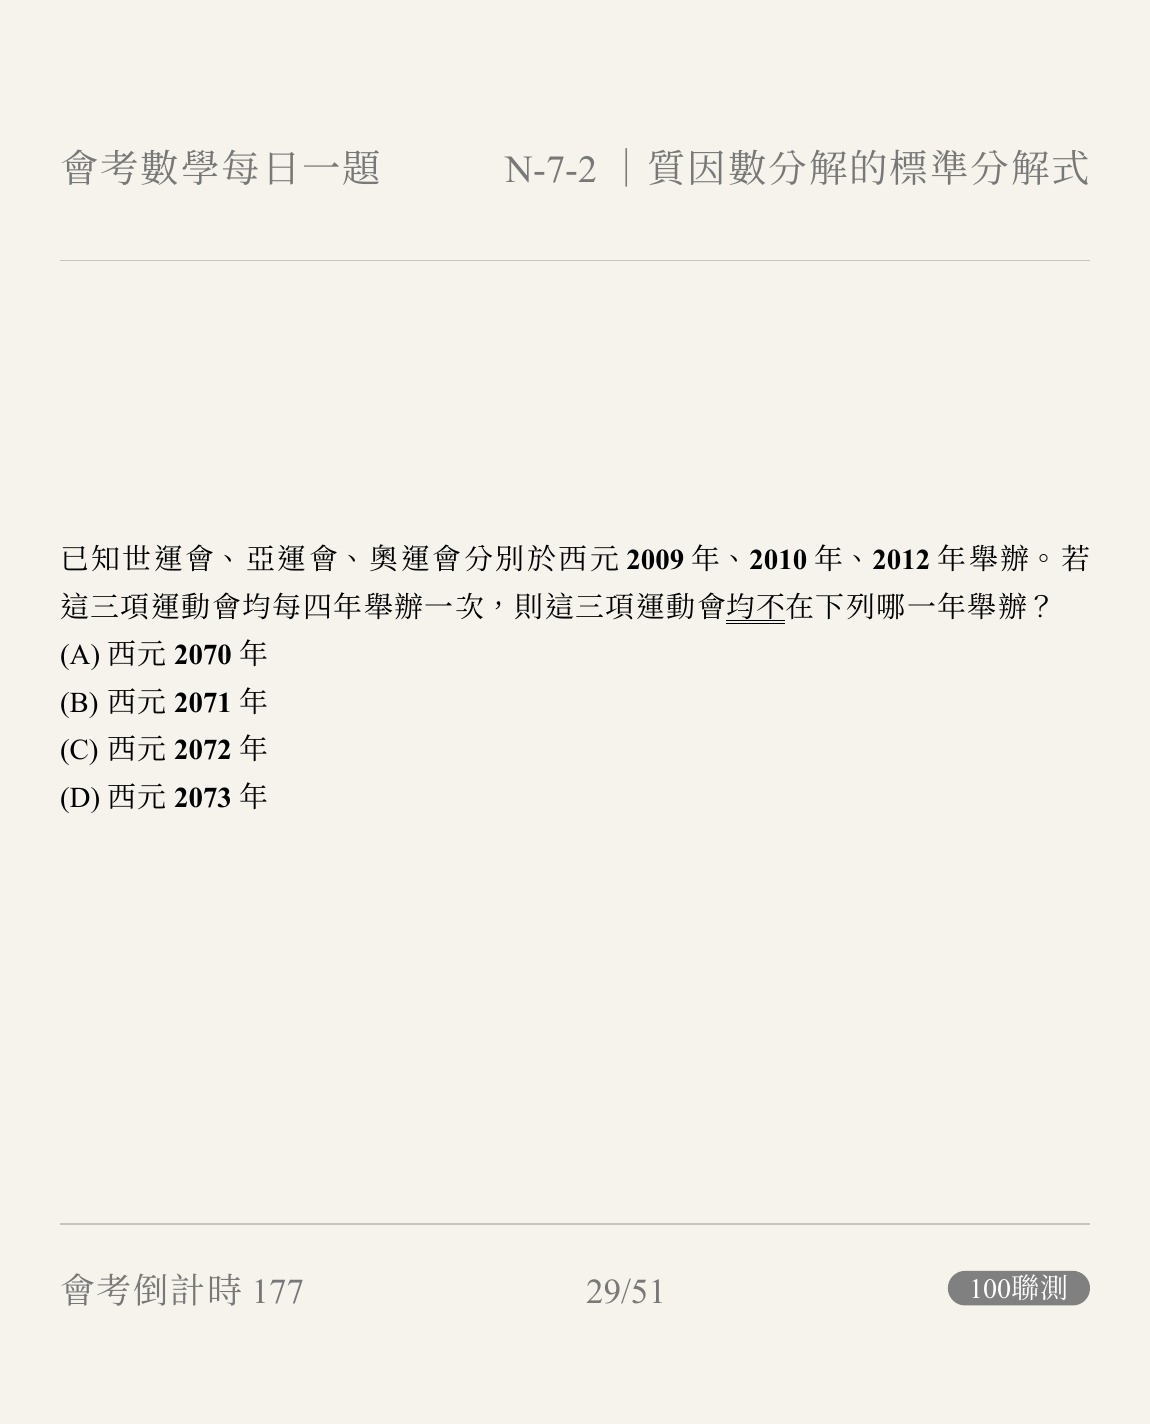 會考數學每日一題
N-7-2｜質因數分解的標準分解式
已知世運會、亞運會、奧運會分別於西元 2009 年、2010 年、2012 年舉辦。若
這三項運動會均每四年舉辦一次，則這三項運動會均不在下列哪一年舉辦？
(A) 西元 2070 年
(B) 西元 2071 年
(C) 西元 2072 年
(D) 西元 2073 年
會考倒計時 177
29/51
100聯測